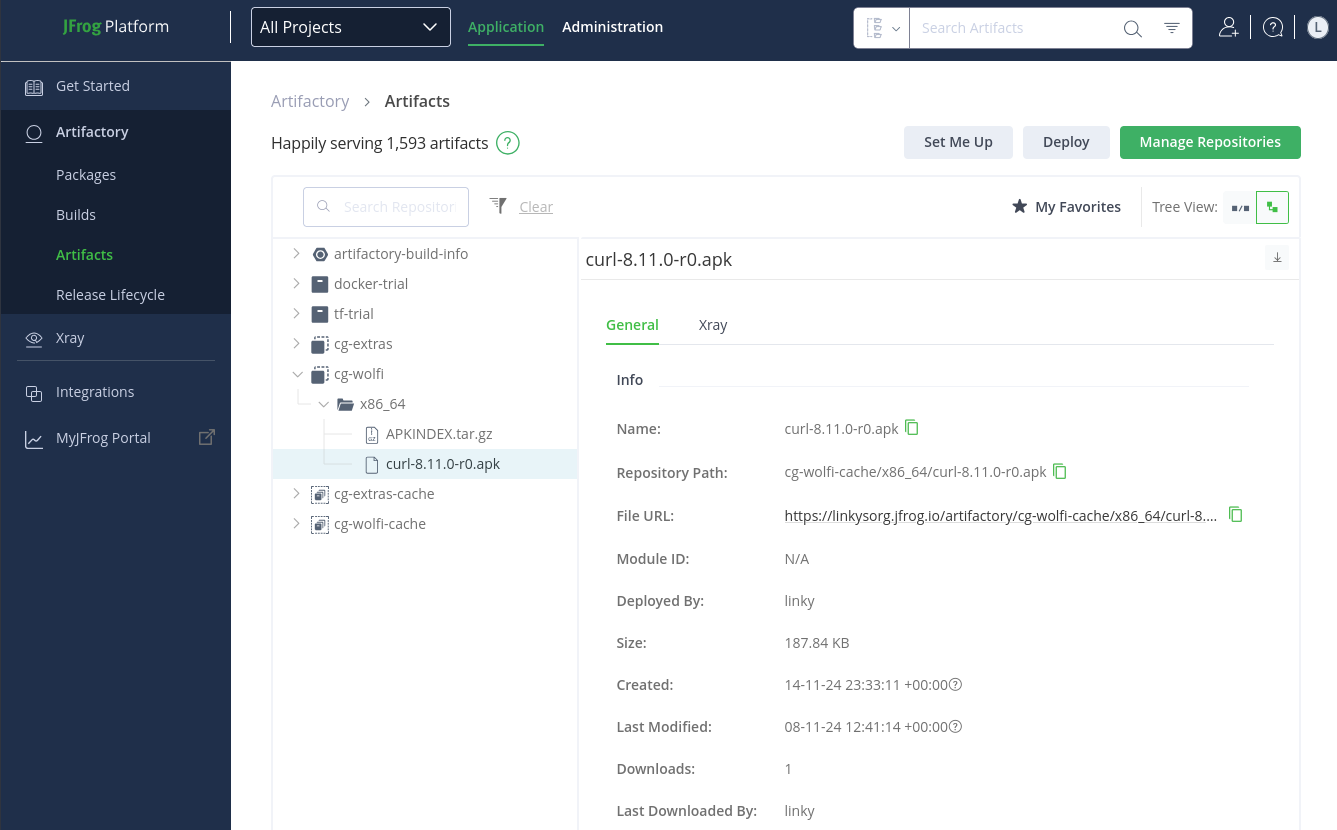 JFrog Platform
All Projects
Application
Administration
Search Artifacts
L
Get Started
Artifactory
Packages
Builds
Artifacts
Release Lifecycle
Xray
Integrations
MyJFrog Portal
Artifactory > Artifacts
Happily serving 1,593 artifacts ?
Set Me Up
Deploy
Manage Repositories
Search Repositor
Clear
My Favorites
Tree View:
artifactory-build-info
docker-trial
tf-trial
cg-extras
cg-wolfi
x86_64
APKINDEX.tar.gz
curl-8.11.0-r0.apk
cg-extras-cache
cg-wolfi-cache
curl-8.11.0-r0.apk
General
Xray
Info
Name: curl-8.11.0-r0.apk
Repository Path: cg-wolfi-cache/x86_64/curl-8.11.0-r0.apk
File URL: https://linkysorg.jfrog.io/artifactory/cg-wolfi-cache/x86_64/curl-8....
Module ID: N/A
Deployed By: linky
Size: 187.84 KB
Created: 14-11-24 23:33:11 +00:00
Last Modified: 08-11-24 12:41:14 +00:00
Downloads: 1
Last Downloaded By: linky